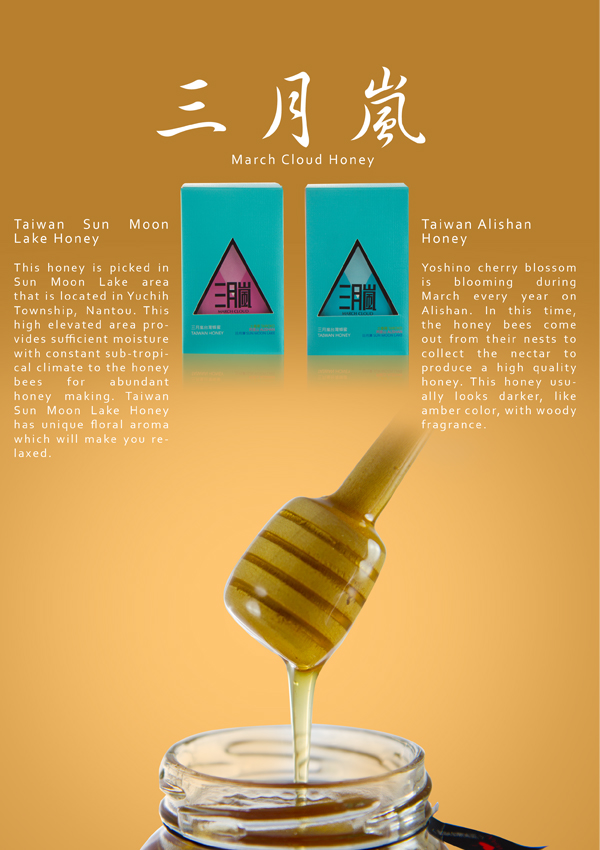 三月嵐
March Cloud Honey
Taiwan Sun Moon
Lake Honey
This honey is picked in
Sun Moon Lake area
that is located in Yuchih
Township, Nantou. This
high elevated area pro-
vides sufficient moisture
with constant sub-tropi-
cal climate to the honey
bees for abundant
honey making. Taiwan
Sun Moon Lake Honey
has unique floral aroma
which will make you re-
laxed.
三月嵐
MARCH CLOUD
TAIWAN HONEY
三月嵐
MARCH CLOUD
TAIWAN HONEY
Taiwan Alishan
Honey
Yoshino cherry blossom
is blooming during
March every year on
Alishan. In this time,
the honey bees come
out from their nests to
collect the nectar to
produce a high quality
honey. This honey usu-
ally looks darker, like
amber color, with woody
fragrance.